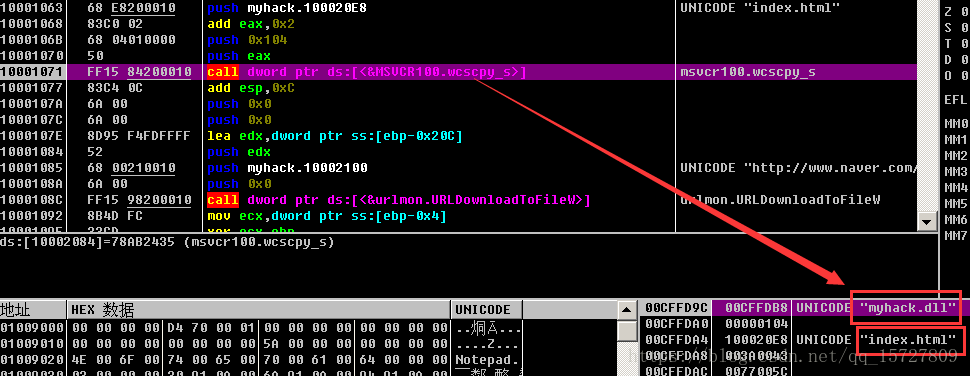 10001063 68 E8200010 push myhack.100020E8 UNICODE "index.html"
10001068 83C0 02 add eax,0x2
1000106B 68 04010000 push 0x104
10001070 50 push eax
10001071 FF15 84200010 call dword ptr ds:[<&MSVCR100.wcscpy_s>] msvcr100.wcscpy_s
10001077 83C4 0C add esp,0xC
1000107A 6A 00 push 0x0
1000107C 6A 00 push 0x0
1000107E 8D95 F4FDFFFF lea edx,dword ptr ss:[ebp-0x20C]
10001084 52 push edx
10001085 68 00210010 push myhack.10002100 UNICODE "http://www.naver.com/
1000108A 6A 00 push 0x0
1000108C FF15 98200010 call dword ptr ds:[<&urlmon.URLDownloadToFileW>] urlmon.URLDownloadToFileW
10001092 8B4D FC mov ecx,dword ptr ss:[ebp-0x4]
10001095 33CD xor ecx,ebp
Z 0
S 0
T 0
D 0
O 0
EFL
MM0
MM1
MM2
MM3
MM4
MM5
MM6
MM7
ds:[10002084]=78AB2435 (msvcr100.wcscpy_s)
地址 HEX 数据 UNICODE
01009000 00 00 00 00 D4 70 00 01 00 00 00 00 00 00 00 00
01009010 00 00 00 00 00 00 00 00 5A 00 00 00 00 00 00 00 ....Z...
01009020 4E 00 6F 00 74 00 65 00 70 00 61 00 64 00 00 00 Notepad.
00CFFD9C 00CFFDB8 UNICODE "myhack.dll"
00CFFDA0 00000104
00CFFDA4 100020E8 UNICODE "index.html"
00CFFDA8 003A0043
00CFFDAC 0077005C
https://blog.csdn.net/qq_15727809